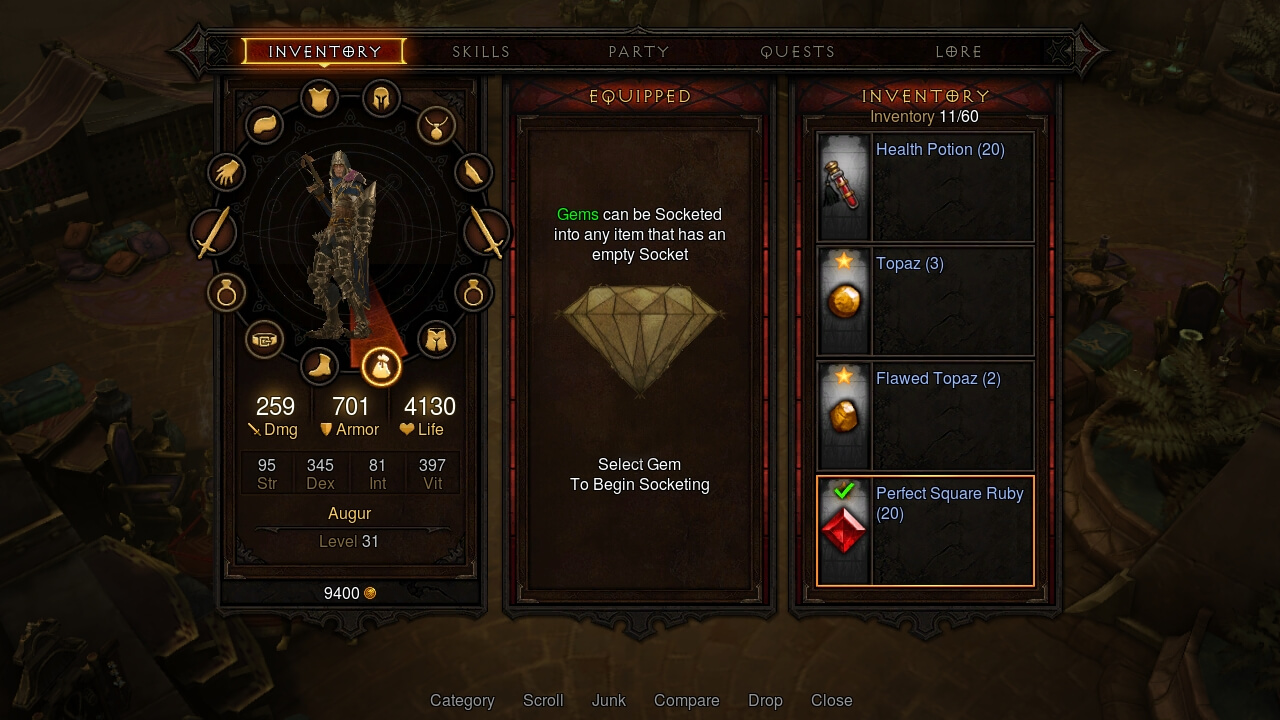 INVENTORY SKILLS PARTY QUESTS LORE
EQUIPPED
INVENTORY
Inventory 11/60
Gems can be Socketed
into any item that has an
empty Socket
Select Gem
To Begin Socketing
Health Potion (20)
Topaz (3)
Flawed Topaz (2)
Perfect Square Ruby
(20)
259 701 4130
Dmg Armor Life
95 345 81 397
Str Dex Int Vit
Augur
Level 31
9400
Category Scroll Junk Compare Drop Close